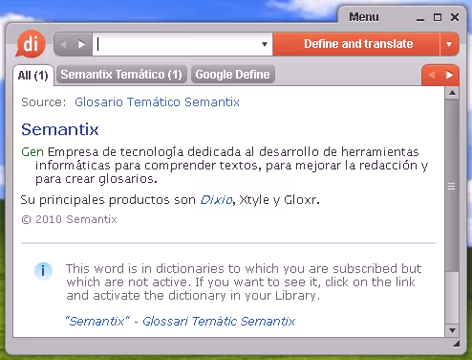 Menu
di
Define and translate
All (1)
Semantix Temático (1)
Google Define
Source: Glosario Temático Semantix
Semantix
Gen Empresa de tecnología dedicada al desarrollo de herramientas
informáticas para comprender textos, para mejorar la redacción y
para crear glosarios.
Su principales producton son Dixio, Xtyle y Gloxr.
© 2010 Semantix
i
This word is in dictionaries to which you are subscribed but
which are not active. If you want to see it, click on the link
and activate the dictionary in your Library.
"Semantix" - Glossari Temàtic Semantix